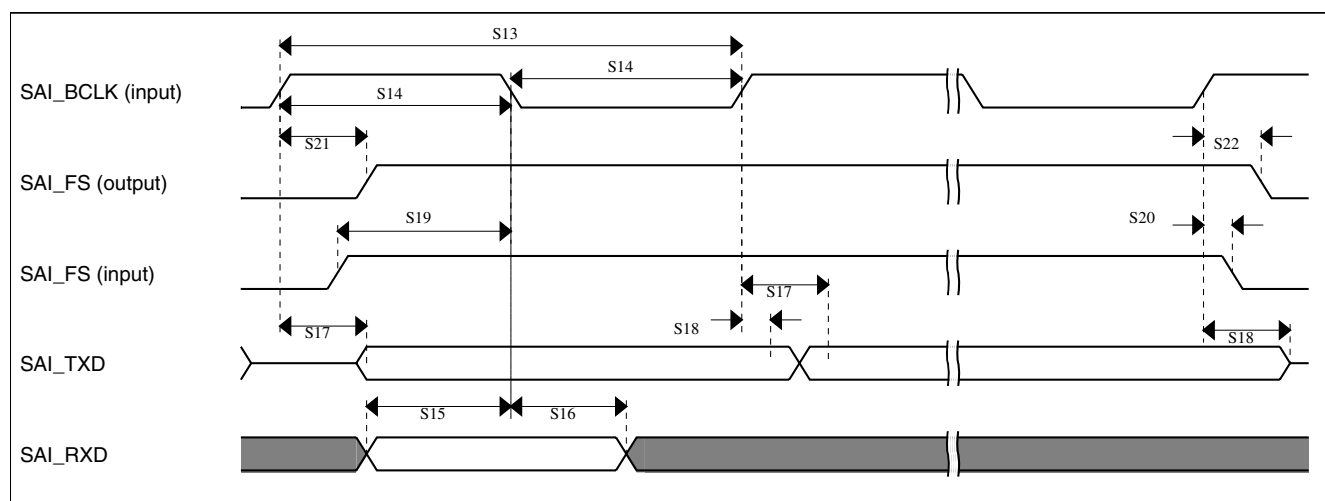 S13
S14
SAI_BCLK (input)
S14
S21
S22
SAI_FS (output)
S19
S20
SAI_FS (input)
S17
S17
S18
S18
SAI_TXD
S15
S16
SAI_RXD